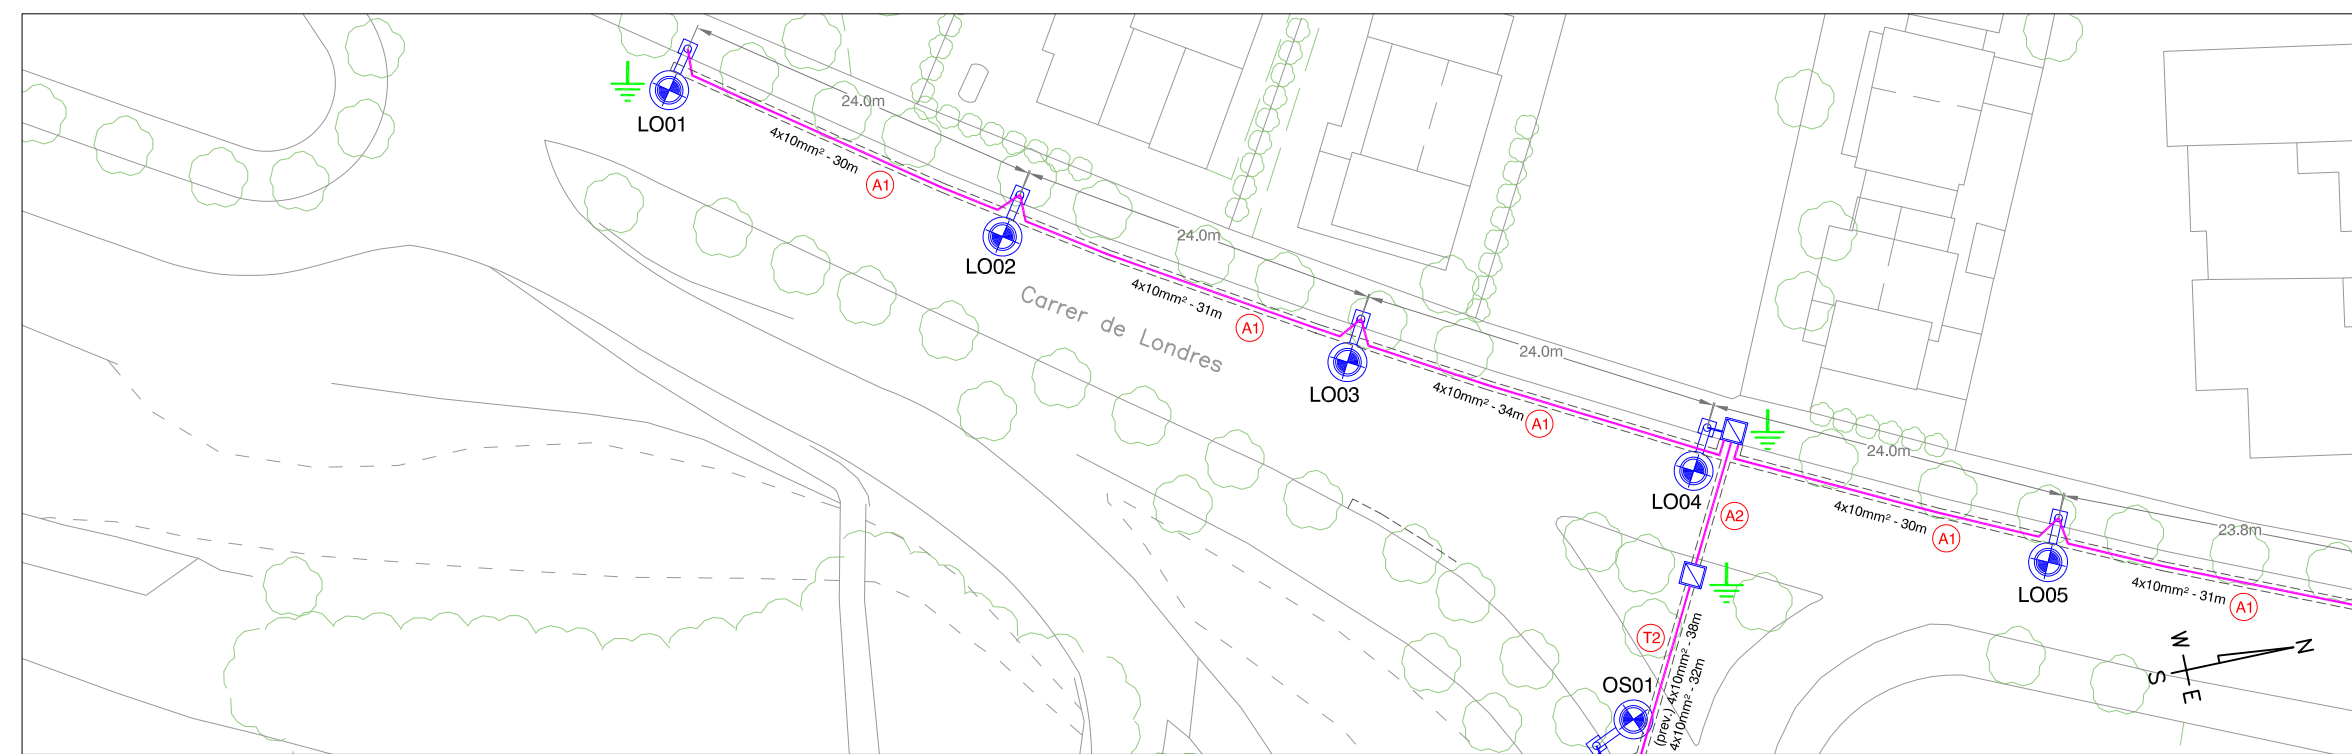 24.0m
LO01
4x10mm² - 30m
A1
24.0m
LO02
4x10mm² - 31m
A1
Carrer de Londres
24.0m
LO03
4x10mm² - 34m
A1
24.0m
LO04
A2
4x10mm² - 30m
A1
23.8m
LO05
4x10mm² - 31m
A1
T2
(prev.) 4x10mm² - 38m
4x10mm² - 32m
OS01
W
N
S
E